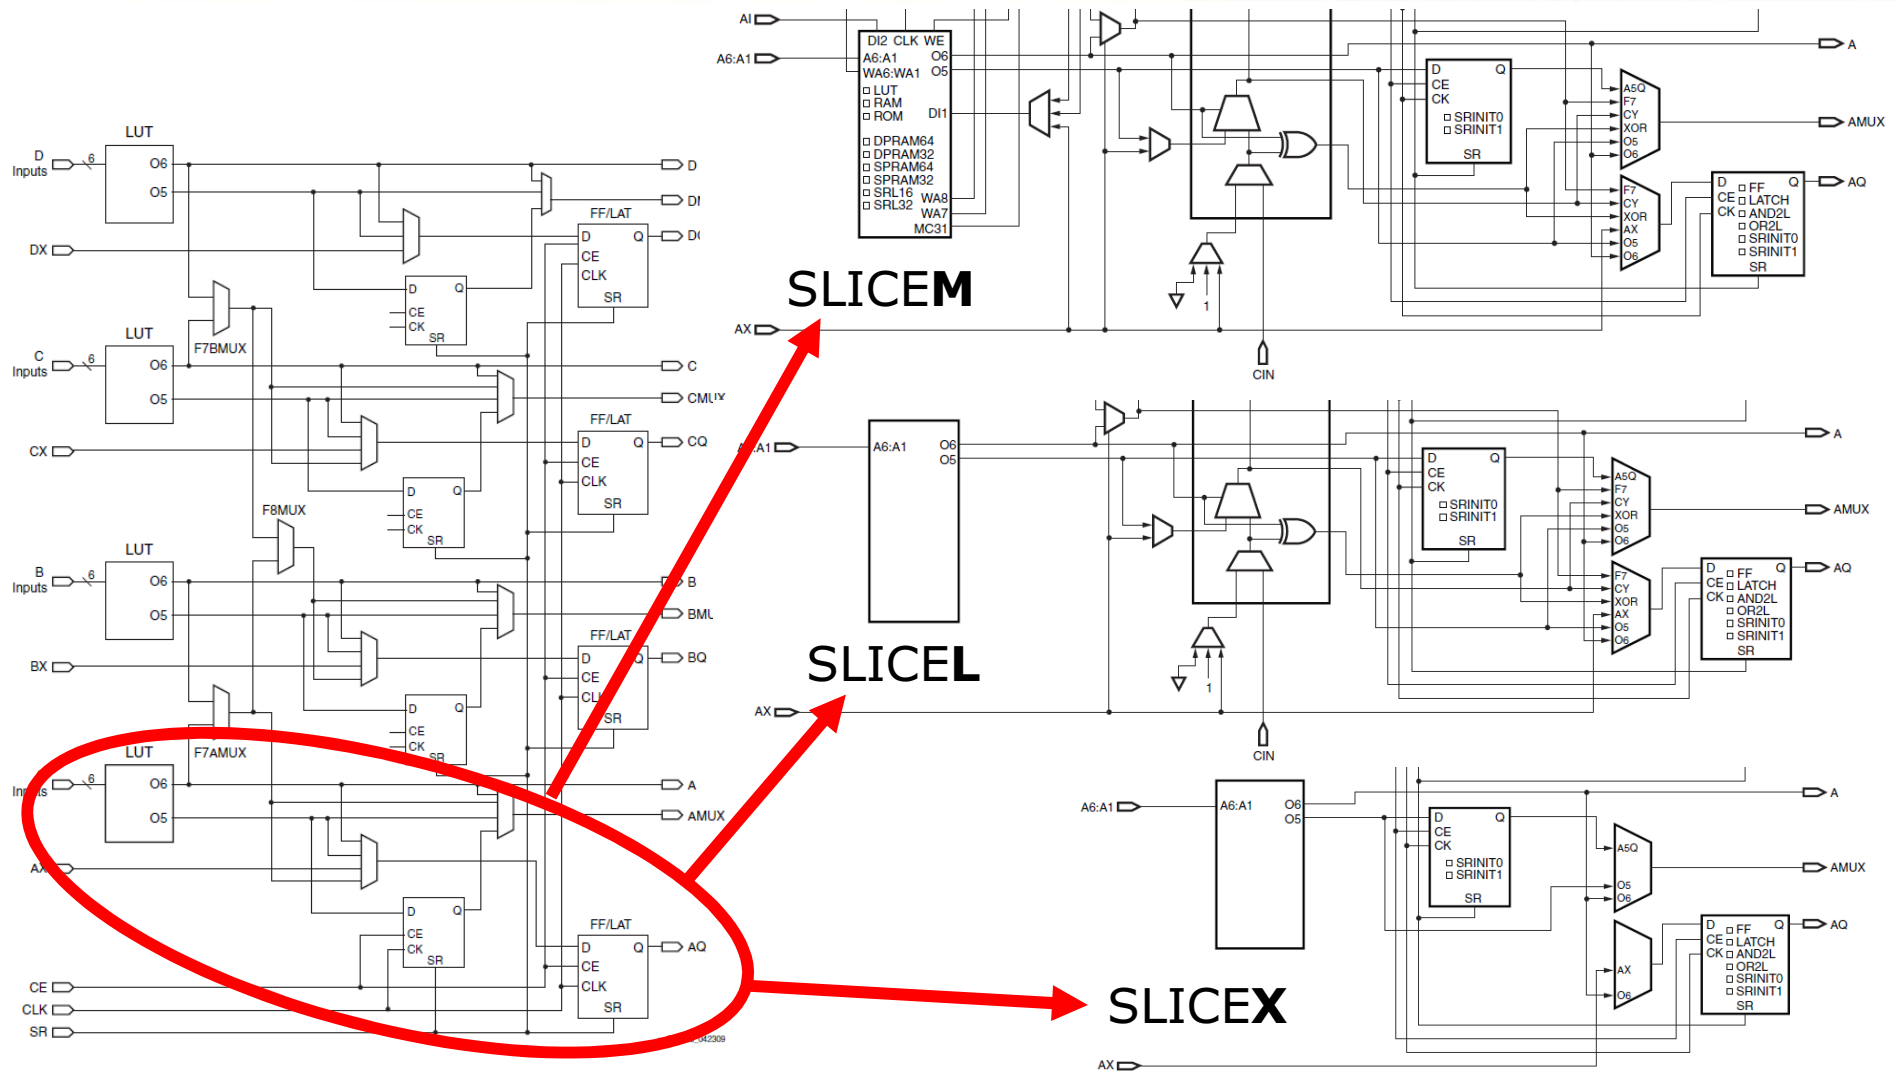 LUT
D
Inputs
6
O6
O5
D
DX
FF/LAT
D
Q
CE
CLK
SR
D
Q
CE
CK
SR
F7BMUX
LUT
C
Inputs
6
O6
O5
C
CMUX
CX
FF/LAT
D
Q
CQ
CE
CLK
SR
D
Q
CE
CK
SR
F8MUX
LUT
B
Inputs
6
O6
O5
B
BX
FF/LAT
D
Q
BQ
CE
SR
D
Q
CE
CK
SR
F7AMUX
LUT
6
O6
O5
A
AMUX
FF/LAT
D
Q
AQ
CE
CLK
SR
D
Q
CE
CK
SR
CE
CLK
SR
042309
AI
A6:A1
DI2 CLK WE
A6:A1
O6
WA6:WA1
O5
LUT
RAM
ROM
DI1
DPRAM64
DPRAM32
SPRAM64
SPRAM32
SRL16
SRL32
WA8
WA7
MC31
1
AX
CIN
D
Q
CE
CK
SRINIT0
SRINIT1
SR
A5Q
F7
CY
XOR
O5
O6
A
AMUX
F7
CY
XOR
AX
O5
O6
D
Q
CE
CK
FF
LATCH
AND2L
OR2L
SRINIT0
SRINIT1
SR
AQ
SLICEM
A6:A1
O6
O5
1
AX
CIN
D
Q
CE
CK
SRINIT0
SRINIT1
SR
A5Q
F7
CY
XOR
O5
O6
A
AMUX
F7
CY
XOR
AX
O5
O6
D
Q
CE
CK
FF
LATCH
AND2L
OR2L
SRINIT0
SRINIT1
SR
AQ
SLICEL
A6:A1
A6:A1
O6
O5
D
Q
CE
CK
SRINIT0
SRINIT1
SR
A5Q
O5
O6
A
AMUX
AX
O6
D
Q
CE
CK
FF
LATCH
AND2L
OR2L
SRINIT0
SRINIT1
SR
AQ
SLICEX
AX